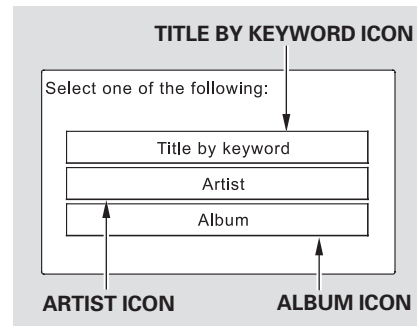 TITLE BY KEYWORD ICON
Select one of the following:
Title by keyword
Artist
Album
ARTIST ICON
ALBUM ICON